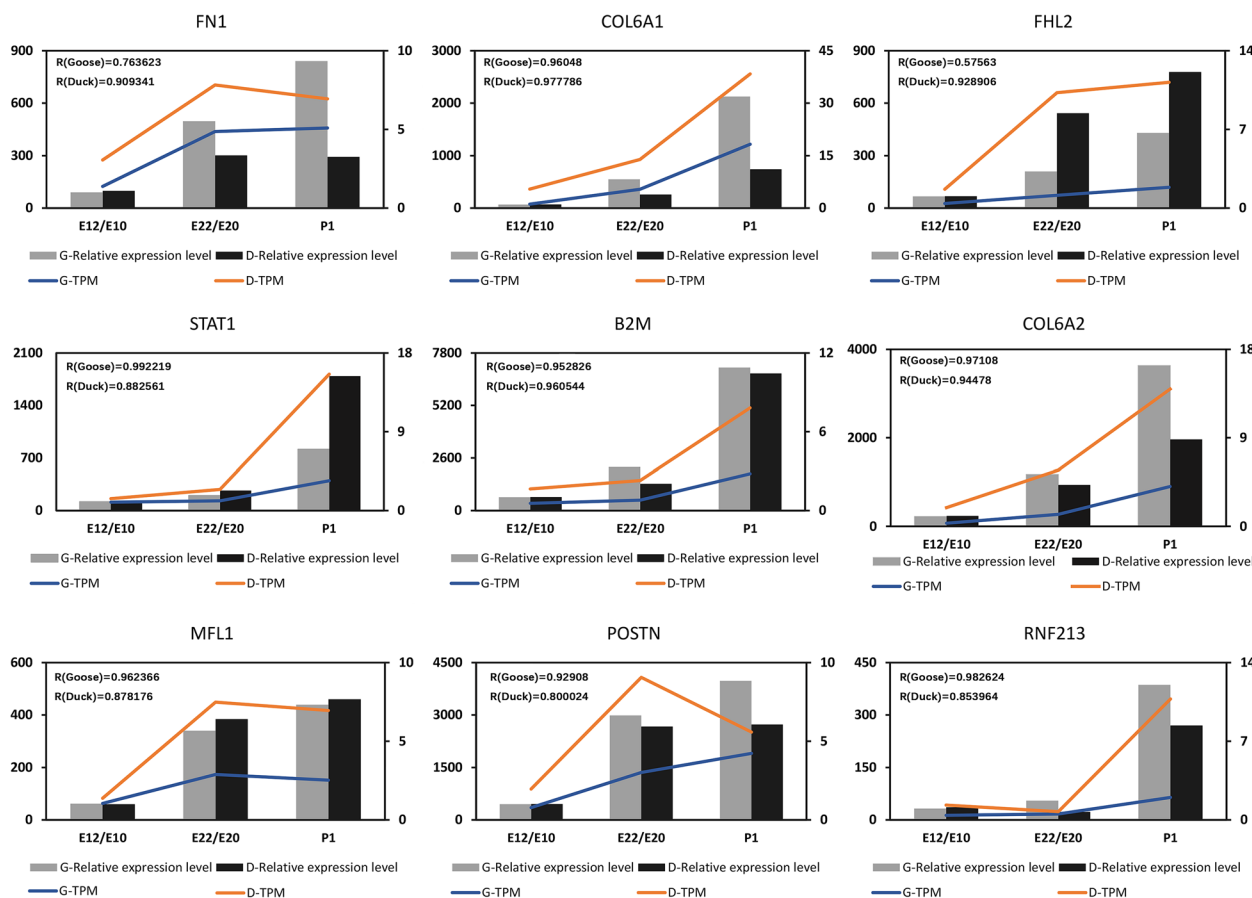 FN1
900
600
300
0
R(Goose)=0.763623
R(Duck)=0.909341
10
5
0
E12/E10 E22/E20 P1
G-Relative expression level D-Relative expression level
G-TPM D-TPM
COL6A1
3000
2000
1000
0
R(Goose)=0.96048
R(Duck)=0.977786
45
30
15
0
E12/E10 E22/E20 P1
G-Relative expression level D-Relative expression level
G-TPM D-TPM
FHL2
900
600
300
0
R(Goose)=0.57563
R(Duck)=0.928906
14
7
0
E12/E10 E22/E20 P1
G-Relative expression level D-Relative expression level
G-TPM D-TPM
STAT1
2100
1400
700
0
R(Goose)=0.992219
R(Duck)=0.882561
18
9
0
E12/E10 E22/E20 P1
G-Relative expression level D-Relative expression level
G-TPM D-TPM
B2M
7800
5200
2600
0
R(Goose)=0.952826
R(Duck)=0.960544
12
6
0
E12/E10 E22/E20 P1
G-Relative expression level D-Relative expression level
G-TPM D-TPM
COL6A2
4000
2000
0
R(Goose)=0.97108
R(Duck)=0.94478
18
9
0
E12/E10 E22/E20 P1
G-Relative expression level D-Relative expression level
G-TPM D-TPM
MFL1
600
400
200
0
R(Goose)=0.962366
R(Duck)=0.878176
10
5
0
E12/E10 E22/E20 P1
G-Relative expression level D-Relative expression level
G-TPM D-TPM
POSTN
4500
3000
1500
0
R(Goose)=0.92908
R(Duck)=0.800024
10
5
0
E12/E10 E22/E20 P1
G-Relative expression level D-Relative expression level
G-TPM D-TPM
RNF213
450
300
150
0
R(Goose)=0.982624
R(Duck)=0.853964
14
7
0
E12/E10 E22/E20 P1
G-Relative expression level D-Relative expression level
G-TPM D-TPM